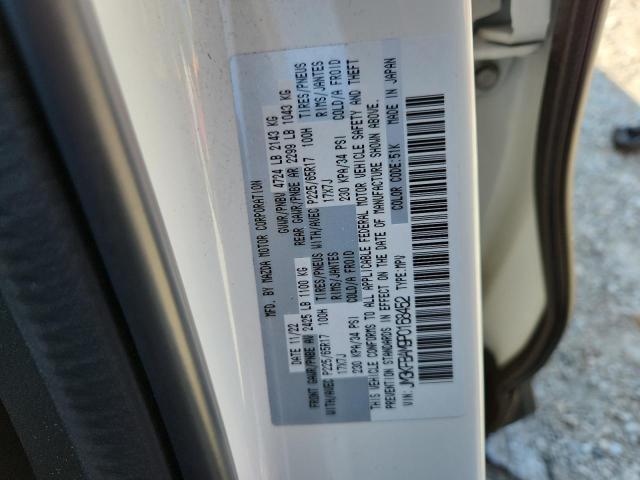 MFD. BY MAZDA MOTOR CORPORATION
DATE 11/22 GVWR/PNBV 4724 LB 2143 KG
FRONT GAWR/PNBE AV 2425 LB 1100 KG REAR GAWR/PNBE AR 2299 LB 1043 KG
WITH/AVEC P225/65R17 100H TIRES/PNEUS WITH/AVEC P225/65R17 100H TIRES/PNEUS
17X7J RIMS/JANTES 17X7J RIMS/JANTES
230 KPA/34 PSI COLD/A FROID 230 KPA/34 PSI COLD/A FROID
CONFORMS TO ALL APPLICABLE FEDERAL MOTOR VEHICLE SAFETY AND THEFT
PREVENTION STANDARDS IN EFFECT ON THE DATE OF MANUFACTURE SHOWN ABOVE.
TYPE: MPV COLOR CODE: 51K MADE IN JAPAN
VIN: